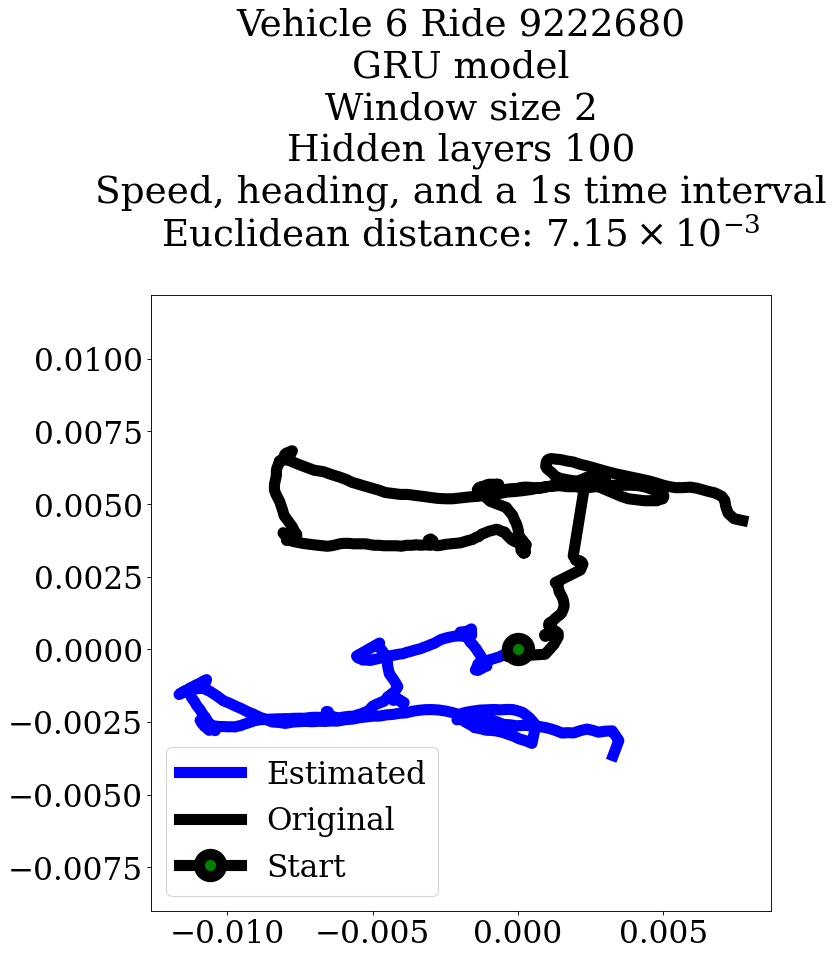 Vehicle 6 Ride 9222680
GRU model
Window size 2
Hidden layers 100
Speed, heading, and a 1s time interval
Euclidean distance: 7.15 × 10⁻³
0.0100
0.0075
0.0050
0.0025
0.0000
−0.0025
−0.0050
−0.0075
Estimated
Original
Start
−0.010 −0.005 0.000 0.005